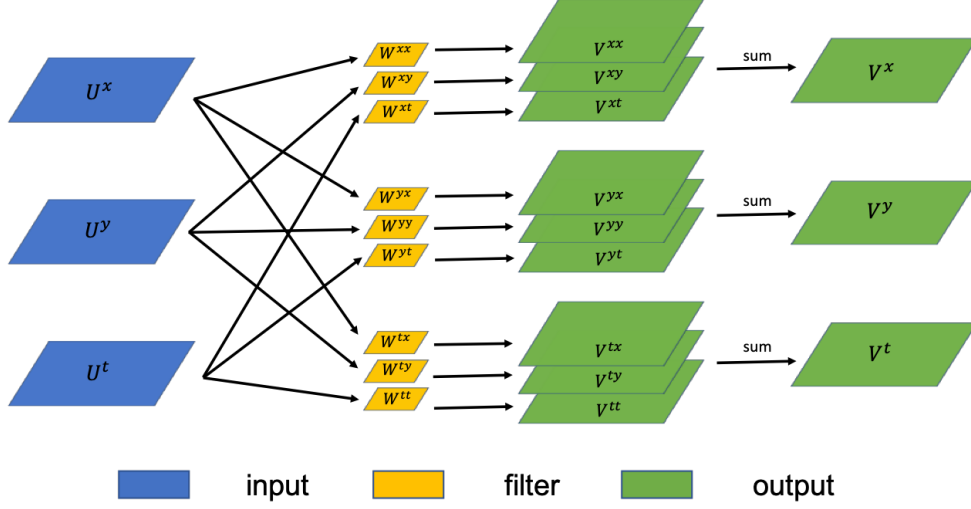 U^x
W^{xx}
W^{xy}
W^{xt}
V^{xx}
V^{xy}
V^{xt}
sum
V^x
U^y
W^{yx}
W^{yy}
W^{yt}
V^{yx}
V^{yy}
V^{yt}
sum
V^y
U^t
W^{tx}
W^{ty}
W^{tt}
V^{tx}
V^{ty}
V^{tt}
sum
V^t
input filter output